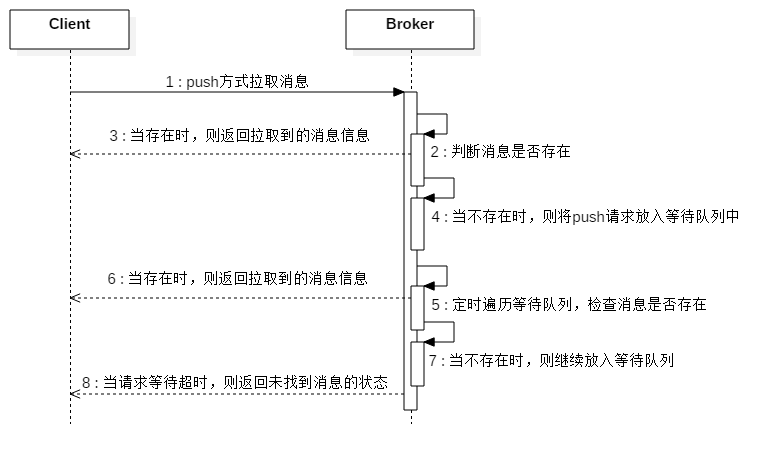 Client
Broker
1 : push方式拉取消息
3 : 当存在时，则返回拉取到的消息信息
2 : 判断消息是否存在
4 : 当不存在时，则将push请求放入等待队列中
6 : 当存在时，则返回拉取到的消息信息
5 : 定时遍历等待队列，检查消息是否存在
7 : 当不存在时，则继续放入等待队列
8 : 当请求等待超时，则返回未找到消息的状态